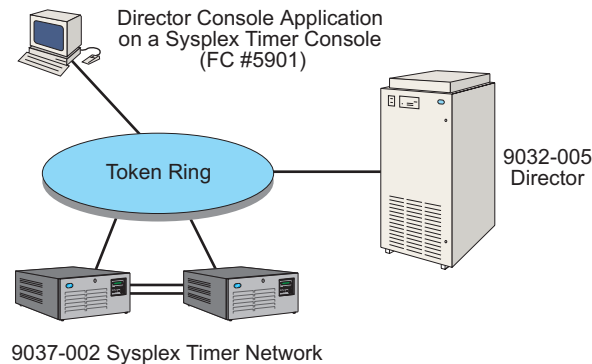 Director Console Application
on a Sysplex Timer Console
(FC #5901)
Token Ring
9032-005
Director
9037-002 Sysplex Timer Network